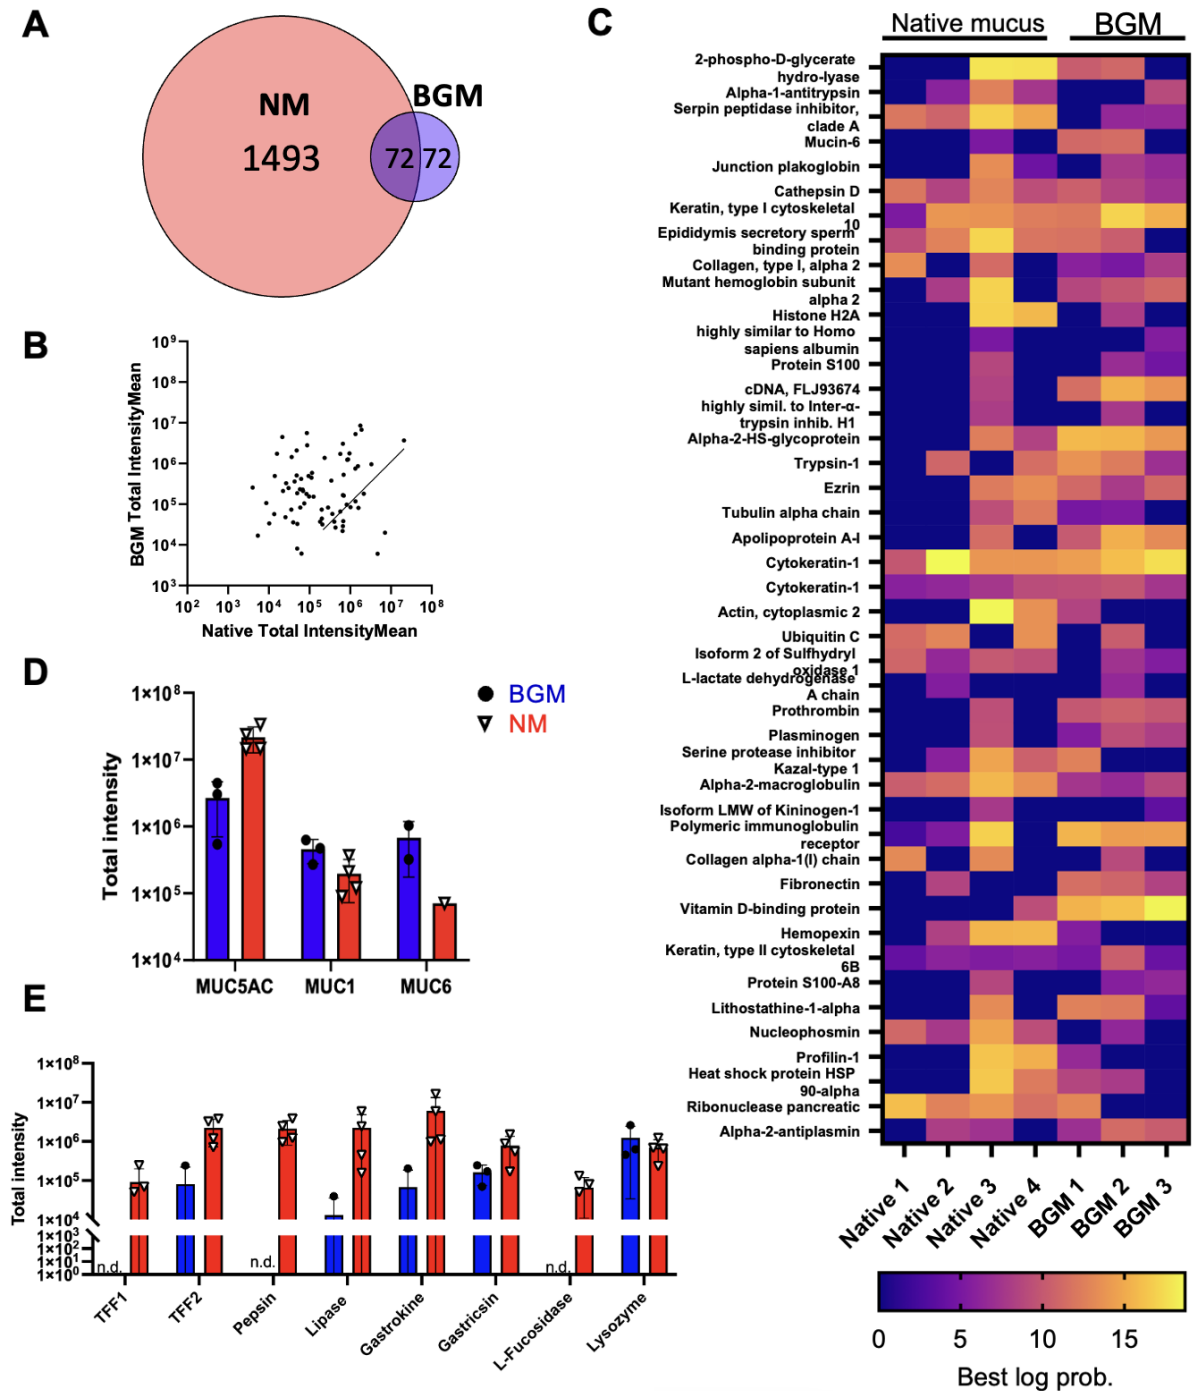 A
NM
1493
BGM
72
72
B
10⁹
10⁸
10⁷
10⁶
10⁵
10⁴
10³
BGM Total IntensityMean
10² 10³ 10⁴ 10⁵ 10⁶ 10⁷ 10⁸
Native Total IntensityMean
C
Native mucus
BGM
2-phospho-D-glycerate
hydro-lyase
Alpha-1-antitrypsin
Serpin peptidase inhibitor,
clade A
Mucin-6
Junction plakoglobin
Cathepsin D
Keratin, type I cytoskeletal
10
Epididymis secretory sperm
binding protein
Collagen, type I, alpha 2
Mutant hemoglobin subunit
alpha 2
Histone H2A
highly similar to Homo
sapiens albumin
Protein S100
cDNA, FLJ93674
highly simil. to Inter-α-
trypsin inhib. H1
Alpha-2-HS-glycoprotein
Trypsin-1
Ezrin
Tubulin alpha chain
Apolipoprotein A-I
Cytokeratin-1
Cytokeratin-1
Actin, cytoplasmic 2
Ubiquitin C
Isoform 2 of Sulfhydryl
oxidase 1
L-lactate dehydrogenase
A chain
Prothrombin
Plasminogen
Serine protease inhibitor
Kazal-type 1
Alpha-2-macroglobulin
Isoform LMW of Kininogen-1
Polymeric immunoglobulin
receptor
Collagen alpha-1(I) chain
Fibronectin
Vitamin D-binding protein
Hemopexin
Keratin, type II cytoskeletal
6B
Protein S100-A8
Lithostathine-1-alpha
Nucleophosmin
Profilin-1
Heat shock protein HSP
90-alpha
Ribonuclease pancreatic
Alpha-2-antiplasmin
Native 1
Native 2
Native 3
Native 4
BGM 1
BGM 2
BGM 3
0 5 10 15
Best log prob.
D
BGM
NM
1×10⁸
1×10⁷
1×10⁶
1×10⁵
1×10⁴
Total intensity
MUC5AC MUC1 MUC6
E
1×10⁸
1×10⁷
1×10⁶
1×10⁵
1×10⁴
1×10³
1×10²
1×10¹
1×10⁰
Total intensity
n.d.
n.d.
n.d.
TFF1
TFF2
Pepsin
Lipase
Gastrokine
Gastricsin
L-Fucosidase
Lysozyme